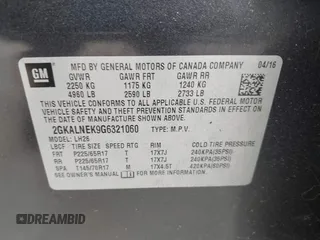 GM
MFD BY GENERAL MOTORS OF CANADA COMPANY 04/16
GVWR GAWR FRT GAWR RR
2250 KG 1175 KG 1240 KG
4960 LB 2590 LB 2733 LB
THIS VEHICLE CONFORMS TO ALL APPLICABLE U.S. FEDERAL MOTOR
VEHICLE SAFETY AND THEFT PREVENTION STANDARDS IN EFFECT
ON THE DATE OF MANUFACTURE SHOWN ABOVE.
2GKALNEK9G6321060 TYPE: M.P.V.
LH26
TIRE SIZE SPEED RTG RIM COLD TIRE PRESSURE
FRT P225/65R17 T 17X7J 240KPA(35PSI)
RR P225/65R17 T 17X7J 240KPA(35PSI)
SPA T145/70R17 M 17X4.5T 420KPA(60PSI)
SEE OWNER'S MANUAL FOR ADDITIONAL INFORMATION.
DREAMBID